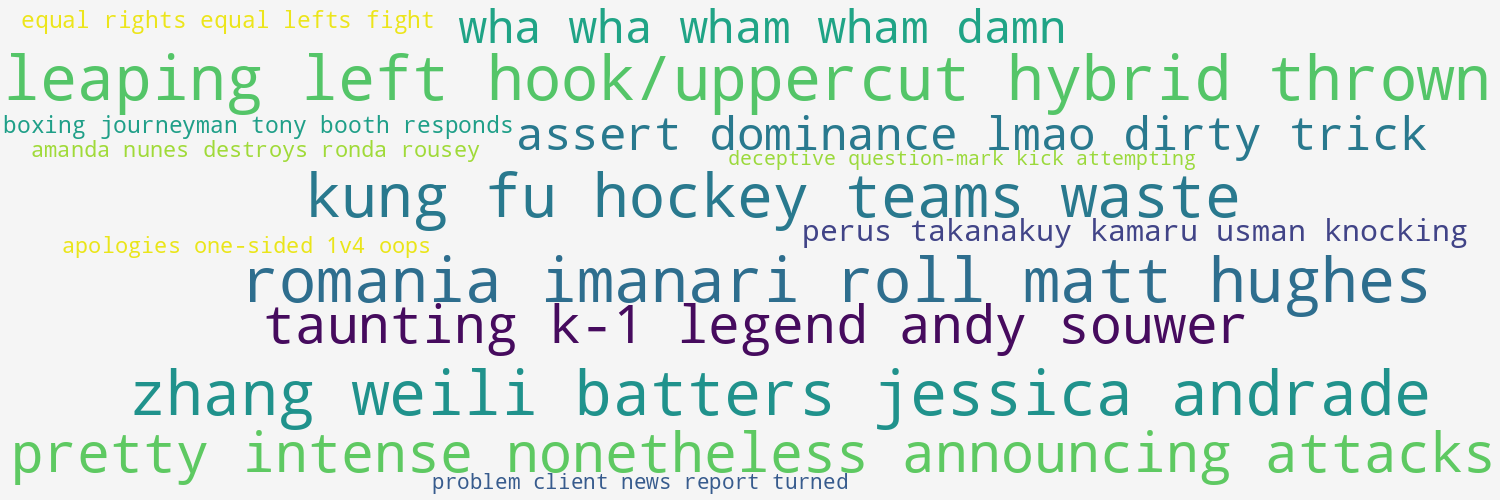 equal rights equal lefts fight
wha wha wham wham damn
leaping left hook/uppercut hybrid thrown
boxing journeyman tony booth responds
assert dominance lmao dirty trick
amanda nunes destroys ronda rousey
deceptive question-mark kick attempting
kung fu hockey teams waste
perus takanakuy kamaru usman knocking
apologies one-sided 1v4 oops
romania imanari roll matt hughes
taunting k-1 legend andy souwer
zhang weili batters jessica andrade
pretty intense nonetheless announcing attacks
problem client news report turned